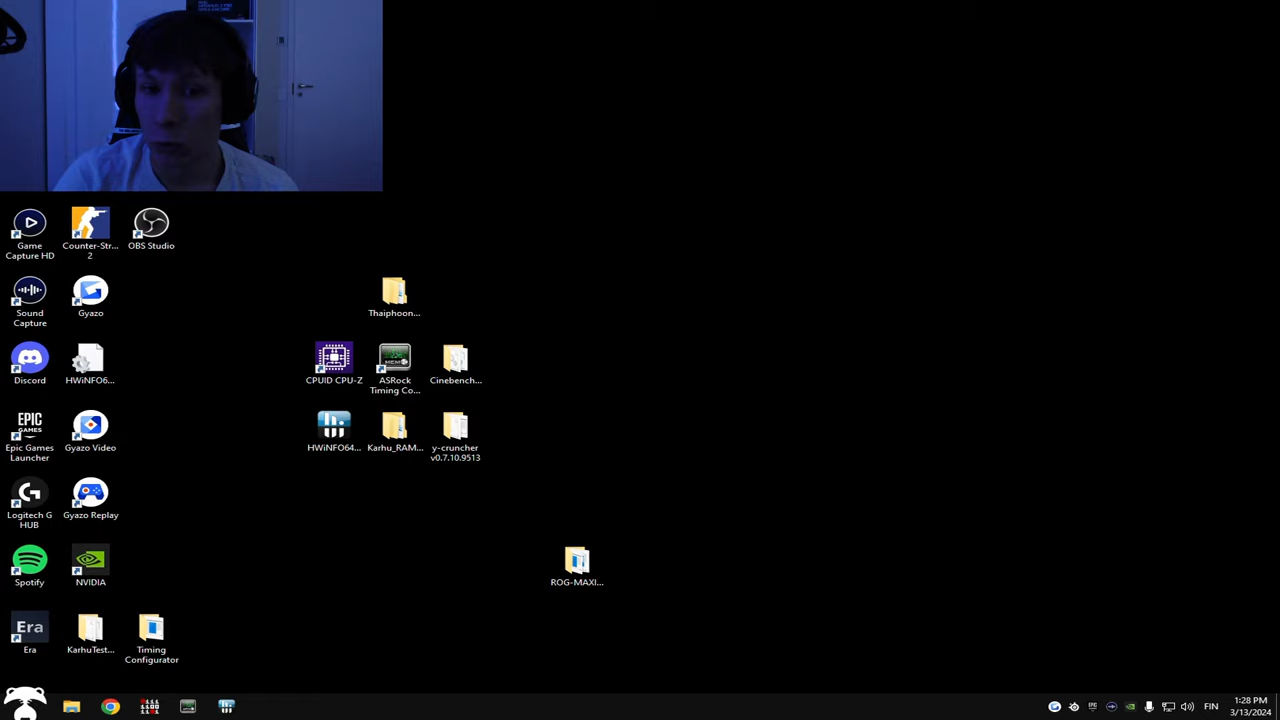 Game
Capture HD
Counter-Str...
2
OBS Studio
Sound
Capture
Gyazo
Thaiphoon...
Discord
HWiNFO6...
CPUID CPU-Z
ASRock
Timing Co...
Cinebench...
EPIC
GAMES
Epic Games
Launcher
Gyazo Video
HWiNFO64...
Karhu_RAM...
y-cruncher
v0.7.10.9513
Logitech G
HUB
Gyazo Replay
Spotify
NVIDIA
ROG-MAXI...
Era
Era
KarhuTest...
Timing
Configurator
FIN
1:28 PM
3/13/2024